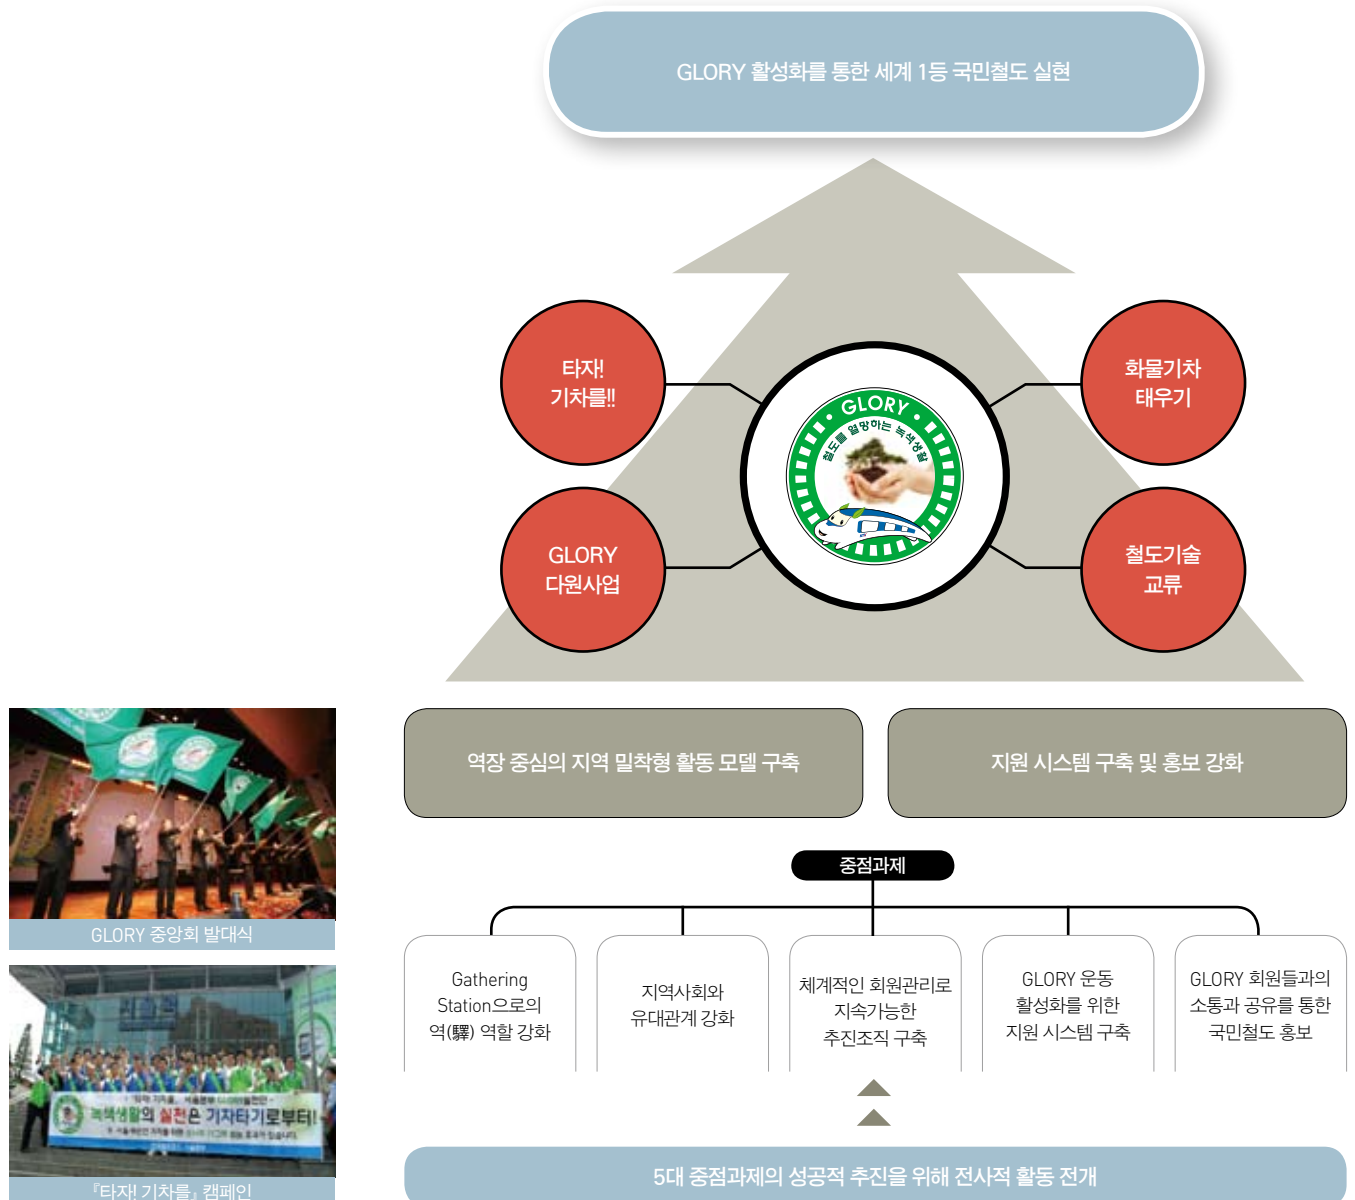 GLORY 활성화를 통한 세계 1등 국민철도 실현
타자!
기차를!!
화물기차
태우기
GLORY
철도를 열망하는 녹색생활
GLORY
다원사업
철도기술
교류
역장 중심의 지역 밀착형 활동 모델 구축
지원 시스템 구축 및 홍보 강화
중점과제
Gathering
Station으로의
역(驛) 역할 강화
지역사회와
유대관계 강화
체계적인 회원관리로
지속가능한
추진조직 구축
GLORY 운동
활성화를 위한
지원 시스템 구축
GLORY 회원들과의
소통과 공유를 통한
국민철도 홍보
5대 중점과제의 성공적 추진을 위해 전사적 활동 전개
GLORY 중앙회 발대식
녹색생활의 실천은 기차타기로부터!
『타자! 기차를』 캠페인